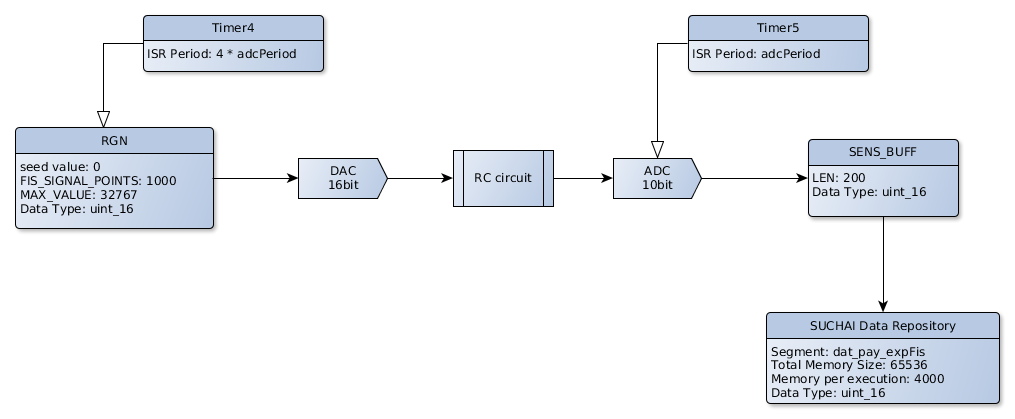 Timer4
ISR Period: 4 * adcPeriod
Timer5
ISR Period: adcPeriod
RGN
seed value: 0
FIS_SIGNAL_POINTS: 1000
MAX_VALUE: 32767
Data Type: uint_16
DAC
16bit
RC circuit
ADC
10bit
SENS_BUFF
LEN: 200
Data Type: uint_16
SUCHAI Data Repository
Segment: dat_pay_expFis
Total Memory Size: 65536
Memory per execution: 4000
Data Type: uint_16